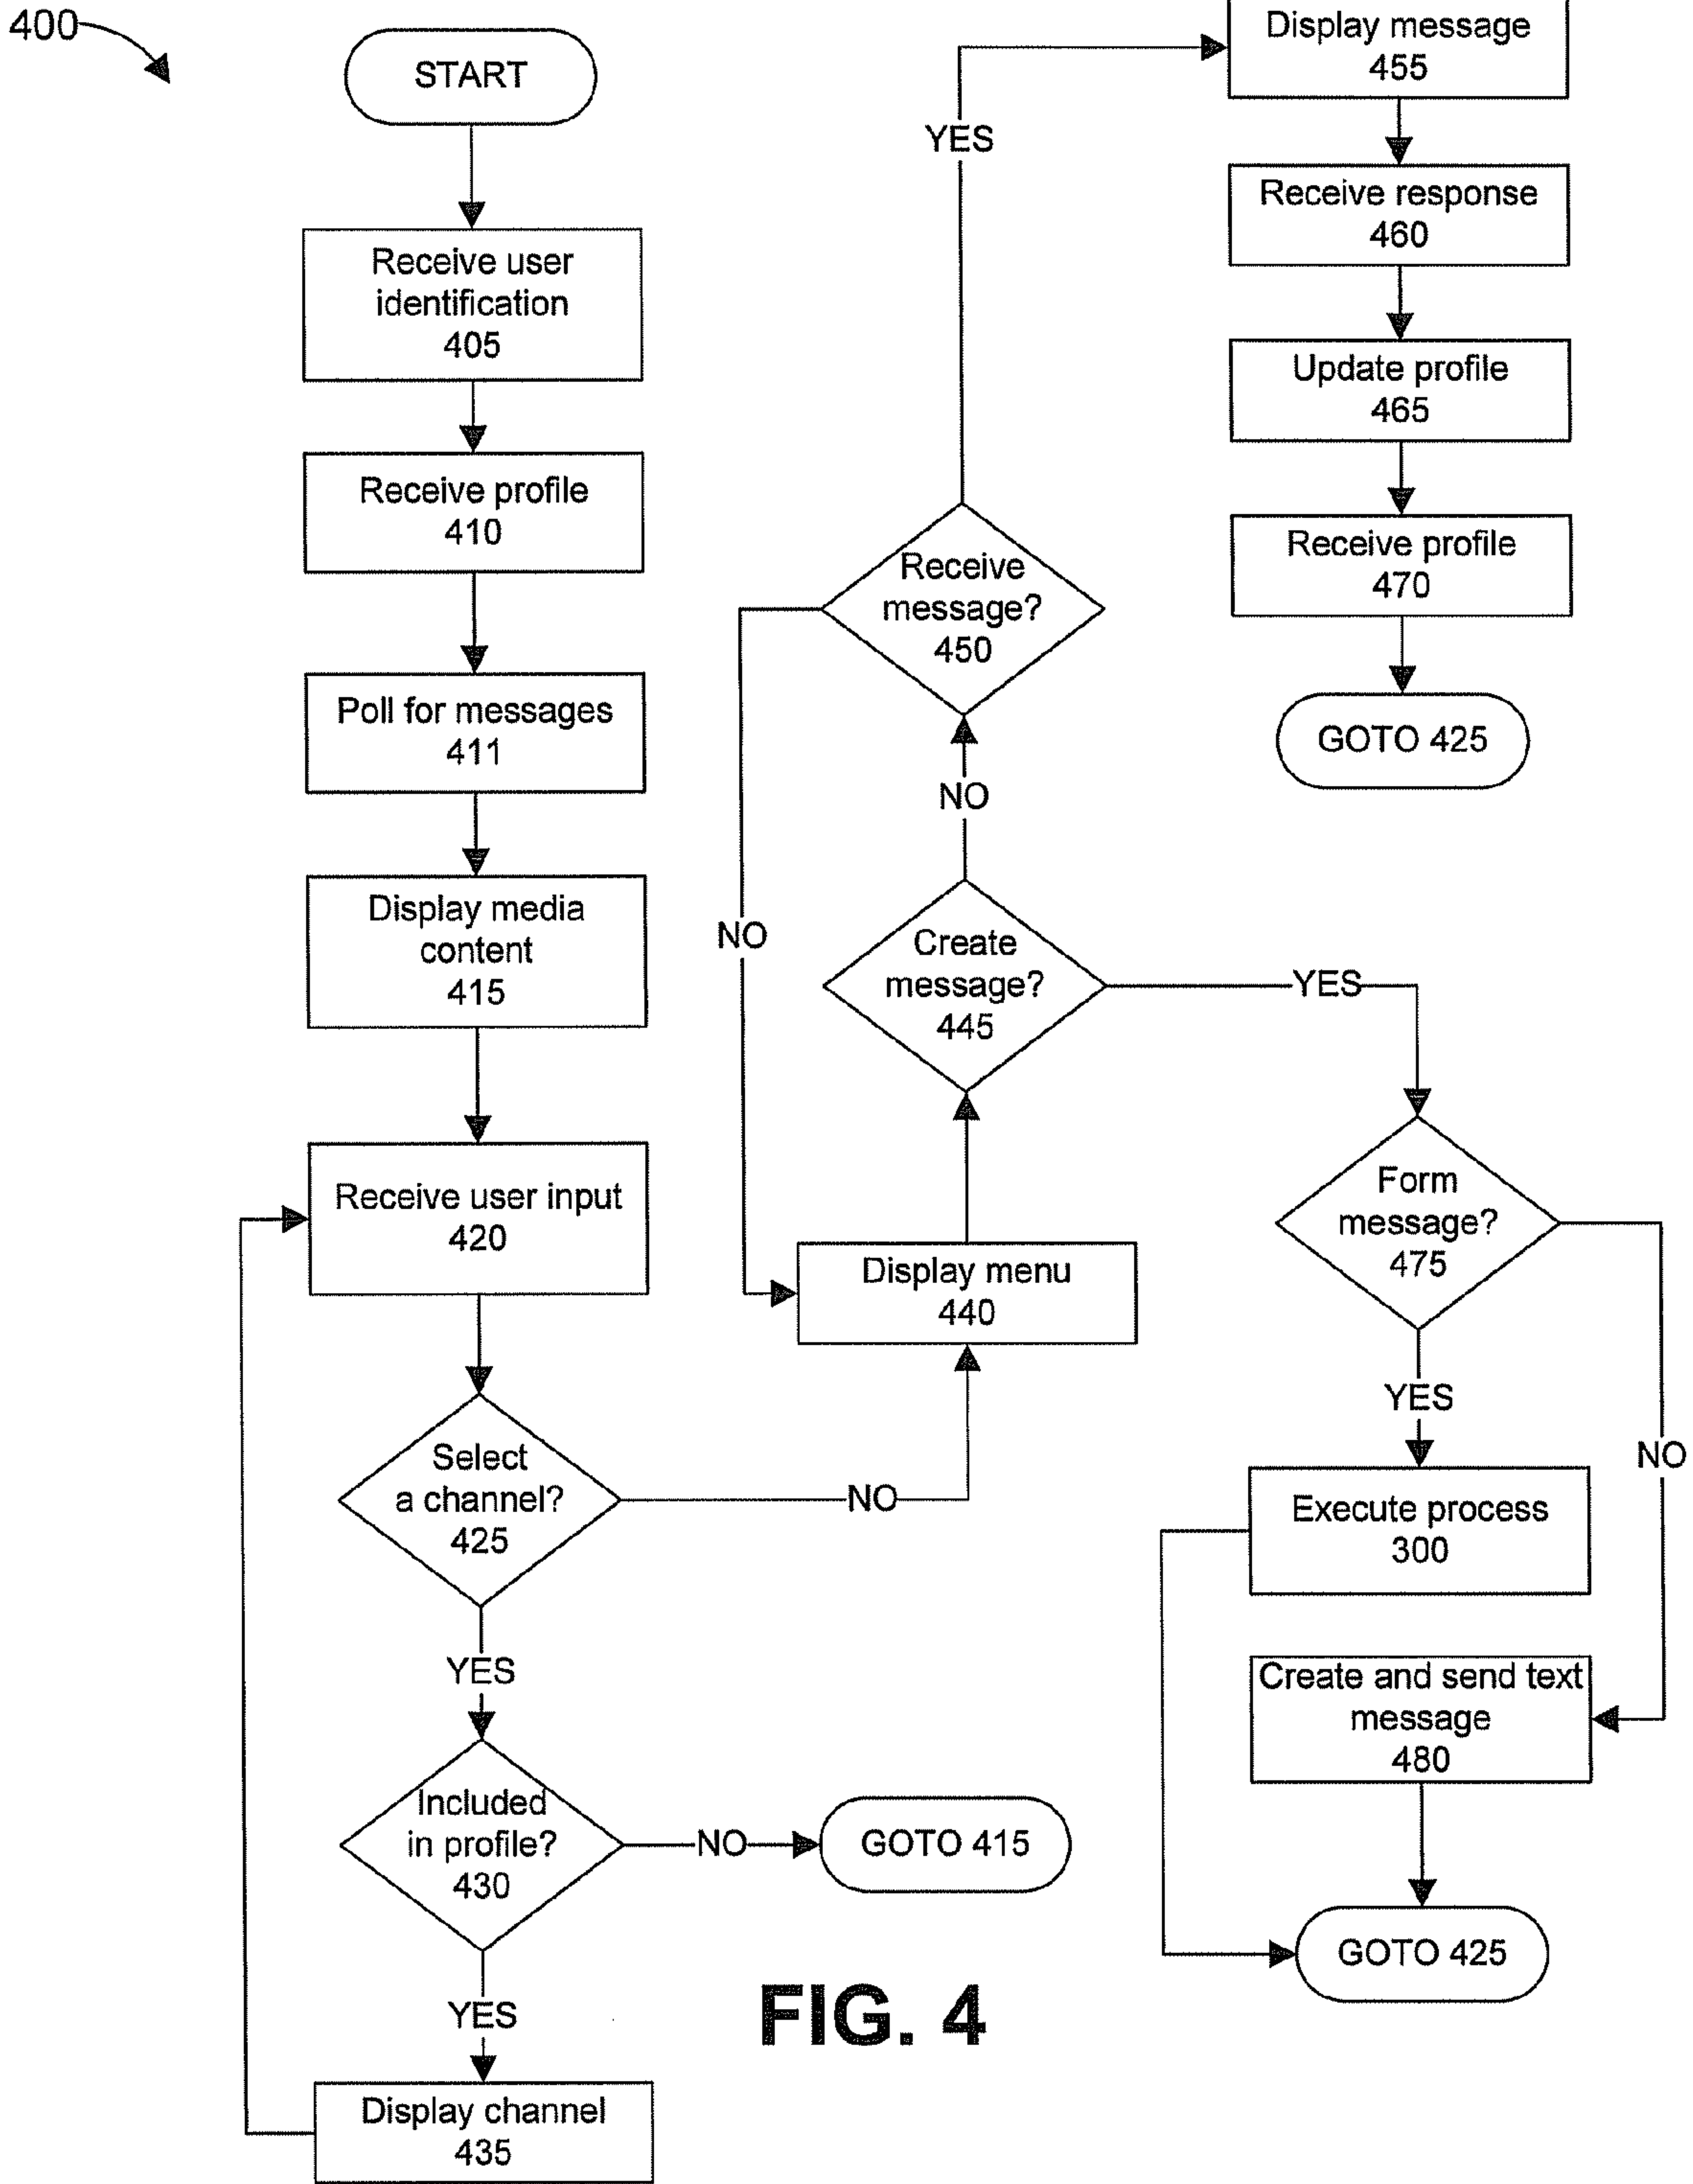 400
START
Receive user
identification
405
Receive profile
410
Poll for messages
411
Display media
content
415
Receive user input
420
Select
a channel?
425
NO
YES
Included
in profile?
430
NO
GOTO 415
YES
Display channel
435
Display menu
440
Create
message?
445
NO
YES
Receive
message?
450
NO
YES
Display message
455
Receive response
460
Update profile
465
Receive profile
470
GOTO 425
Form
message?
475
YES
NO
Execute process
300
Create and send text
message
480
GOTO 425
FIG. 4